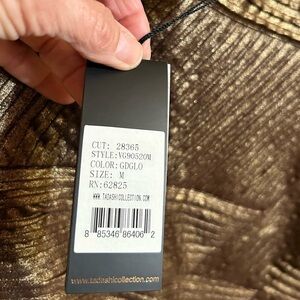 CUT: 28365
STYLE:VG90520M
COLOR:GDGLO
SIZE: M
RN:62825
WWW.TADASHICOLLECTION.COM
8 85346 86406 2
www.tadashicollection.com